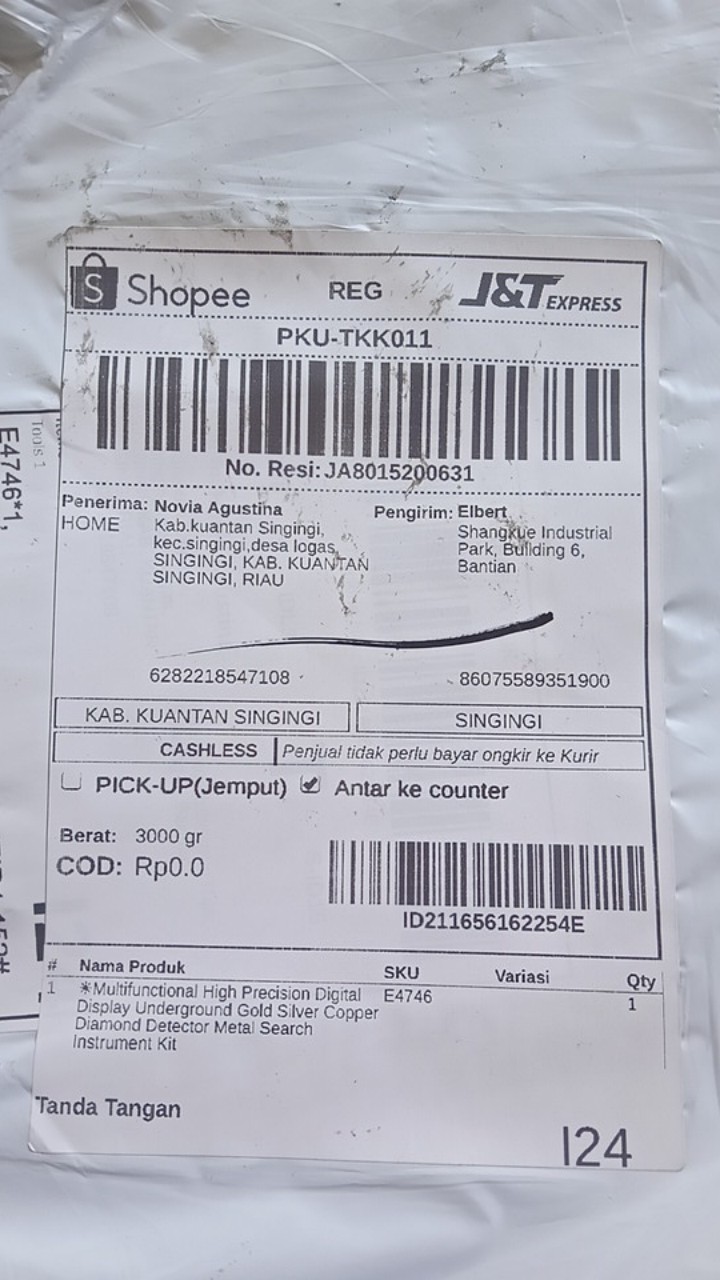 Shopee REG J&T EXPRESS
PKU-TKK011
No. Resi: JA8015200631
Penerima: Novia Agustina
HOME
Kab.kuantan Singingi,
kec.singingi,desa logas,
SINGINGI, KAB. KUANTAN
SINGINGI, RIAU
6282218547108
Pengirim: Elbert
Shangkue Industrial
Park, Building 6,
Bantian
86075589351900
KAB. KUANTAN SINGINGI
SINGINGI
CASHLESS Penjual tidak perlu bayar ongkir ke Kurir
PICK-UP(Jemput) Antar ke counter
Berat: 3000 gr
COD: Rp0.0
ID211656162254E
# Nama Produk SKU Variasi Qty
1 *Multifunctional High Precision Digital E4746 1
Display Underground Gold Silver Copper
Diamond Detector Metal Search
Instrument Kit
Tanda Tangan
I24
Tools 1
E4746*1,